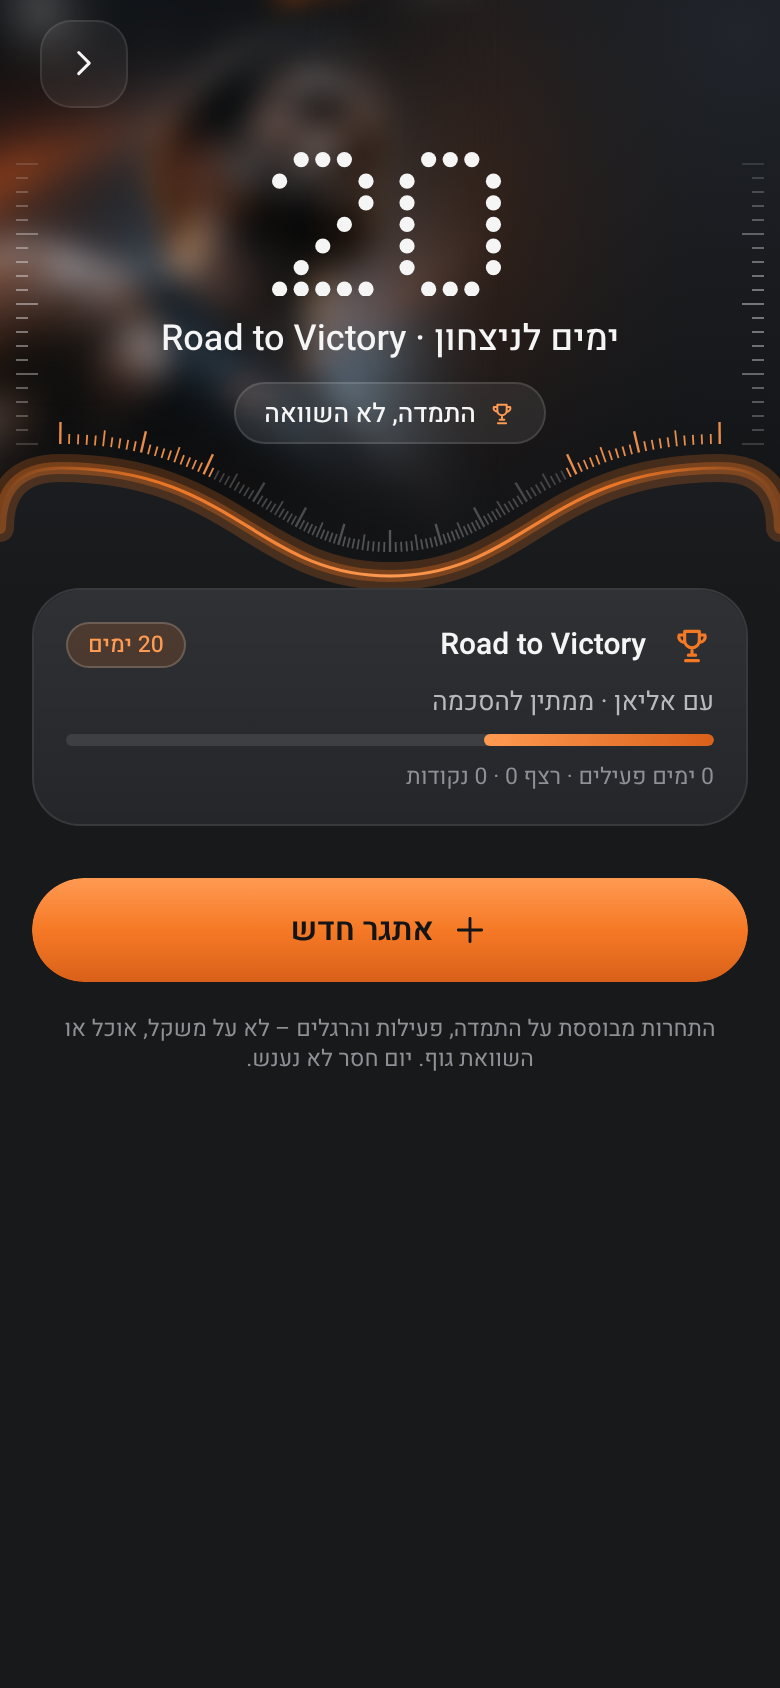 20
ימים לניצחון · Road to Victory
התמדה, לא השוואה
Road to Victory
20 ימים
עם אליאן · ממתין להסכמה
0 ימים פעילים · רצף 0 · 0 נקודות
אתגר חדש
התחרות מבוססת על התמדה, פעילות והרגלים – לא על משקל, אוכל או
השוואת גוף. יום חסר לא נענש.